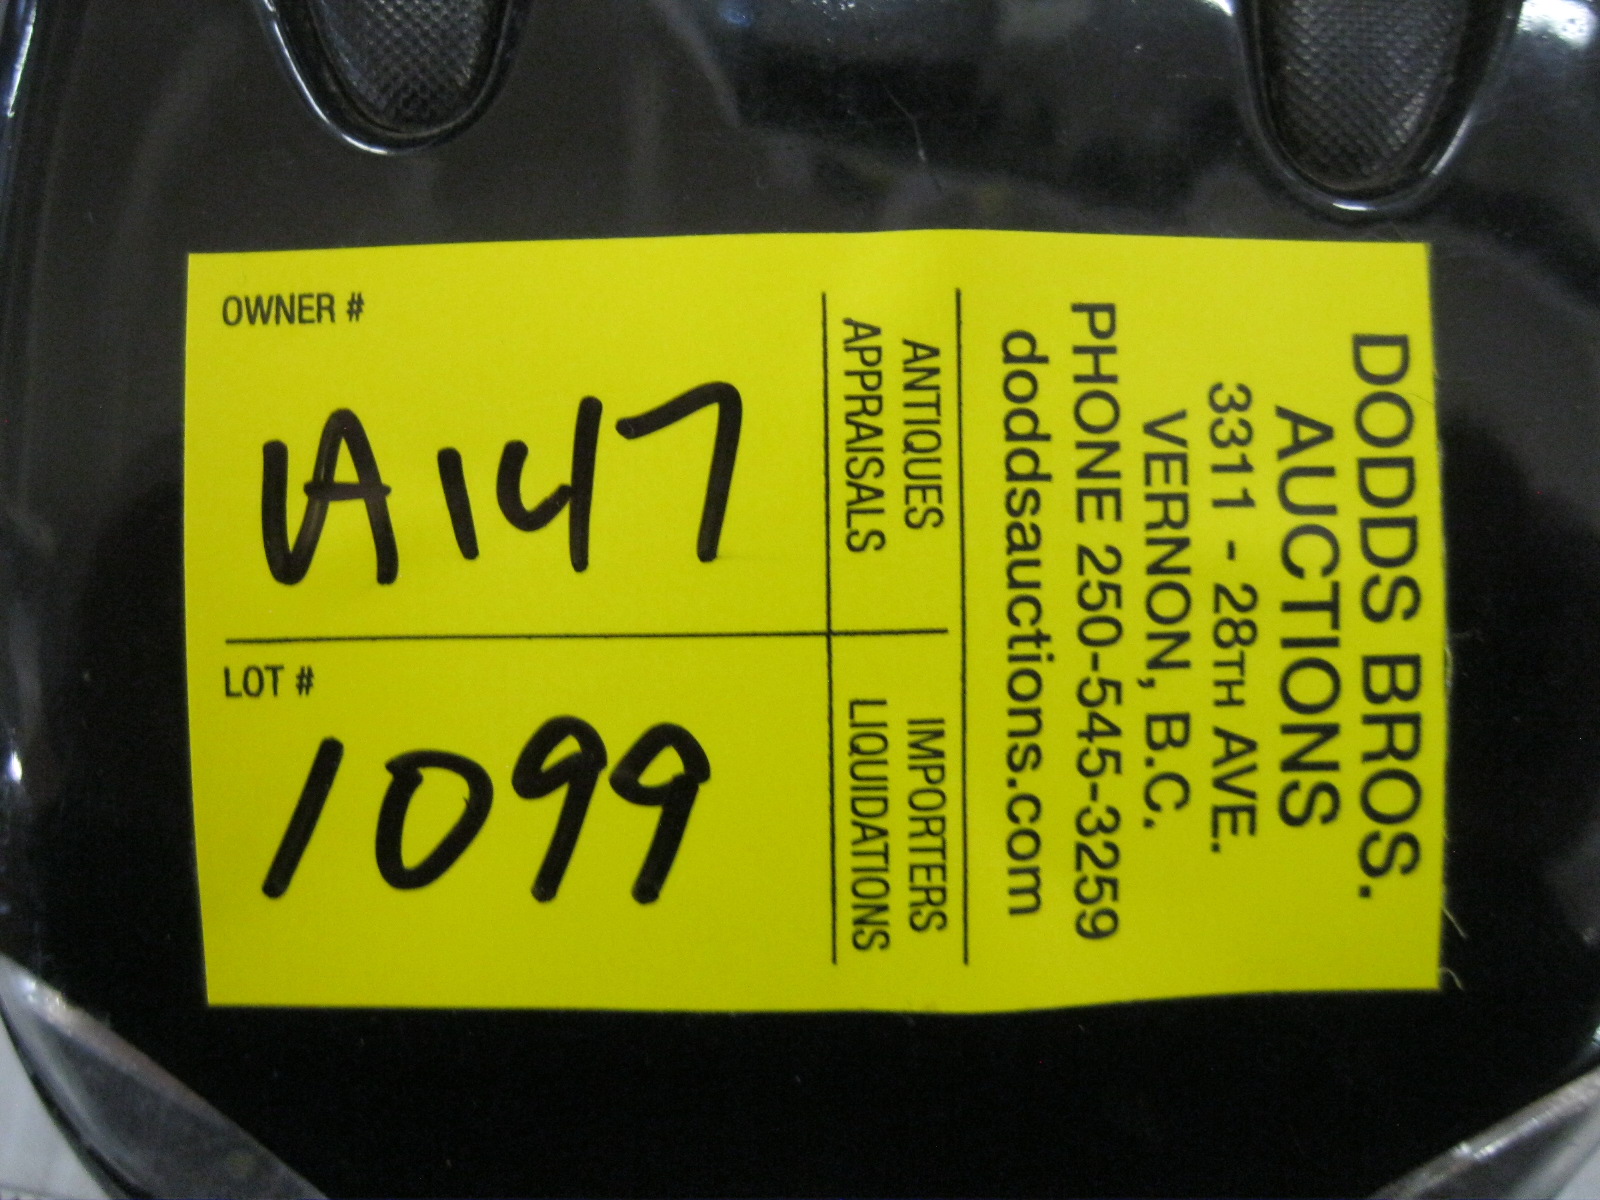 OWNER #
A147
LOT #
1099
ANTIQUES
APPRAISALS
IMPORTERS
LIQUIDATIONS
DODDS BROS.
AUCTIONS
3311 - 28TH AVE.
VERNON, B.C.
PHONE 250-545-3259
doddsauctions.com